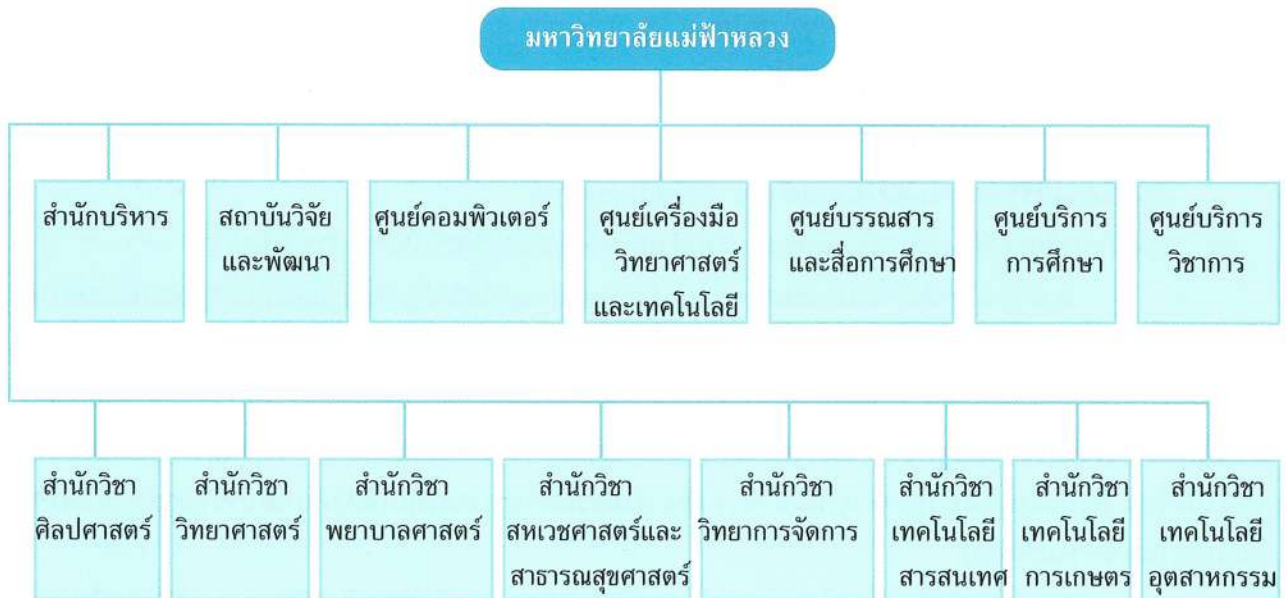 มหาวิทยาลัยแม่ฟ้าหลวง
สำนักบริหาร
สถาบันวิจัย
และพัฒนา
ศูนย์คอมพิวเตอร์
ศูนย์เครื่องมือ
วิทยาศาสตร์
และเทคโนโลยี
ศูนย์บรรณสาร
และสื่อการศึกษา
ศูนย์บริการ
การศึกษา
ศูนย์บริการ
วิชาการ
สำนักวิชา
ศิลปศาสตร์
สำนักวิชา
วิทยาศาสตร์
สำนักวิชา
พยาบาลศาสตร์
สำนักวิชา
สหเวชศาสตร์และ
สาธารณสุขศาสตร์
สำนักวิชา
วิทยาการจัดการ
สำนักวิชา
เทคโนโลยี
สารสนเทศ
สำนักวิชา
เทคโนโลยี
การเกษตร
สำนักวิชา
เทคโนโลยี
อุตสาหกรรม